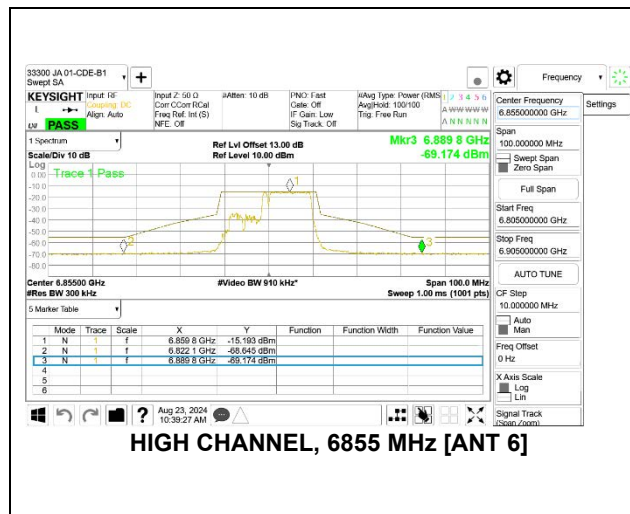 33300 JA 01-CDE-B1
Swept SA
Frequency
KEYSIGHT Input: RF
Coupling: DC
Align: Auto
Input Z: 50 Ω
Corr CCorr RCal
Freq Ref: Int (S)
NFE: Off
#Atten: 10 dB
PNO: Fast
Gate: Off
IF Gain: Low
Sig Track: Off
#Avg Type: Power (RMS)
Avg|Hold: 100/100
Trig: Free Run
1 2 3 4 5 6
A W W W W W
A N N N N N
PASS
1 Spectrum
Scale/Div 10 dB
Ref Lvl Offset 13.00 dB
Ref Level 10.00 dBm
Mkr3 6.889 8 GHz
-69.174 dBm
Log
Trace 1 Pass
0.00
-10.0
-20.0
-30.0
-40.0
-50.0
-60.0
-70.0
-80.0
1
2
3
Center 6.85500 GHz
#Res BW 300 kHz
#Video BW 910 kHz*
Span 100.0 MHz
Sweep 1.00 ms (1001 pts)
5 Marker Table
Mode Trace Scale X Y Function Function Width Function Value
1 N 1 f 6.859 8 GHz -15.193 dBm
2 N 1 f 6.822 1 GHz -68.645 dBm
3 N 1 f 6.889 8 GHz -69.174 dBm
4
5
6
Aug 23, 2024
10:39:27 AM
Center Frequency
6.855000000 GHz
Settings
Span
100.000000 MHz
Swept Span
Zero Span
Full Span
Start Freq
6.805000000 GHz
Stop Freq
6.905000000 GHz
AUTO TUNE
CF Step
10.000000 MHz
Auto
Man
Freq Offset
0 Hz
X Axis Scale
Log
Lin
Signal Track
(Span Zoom)
HIGH CHANNEL, 6855 MHz [ANT 6]